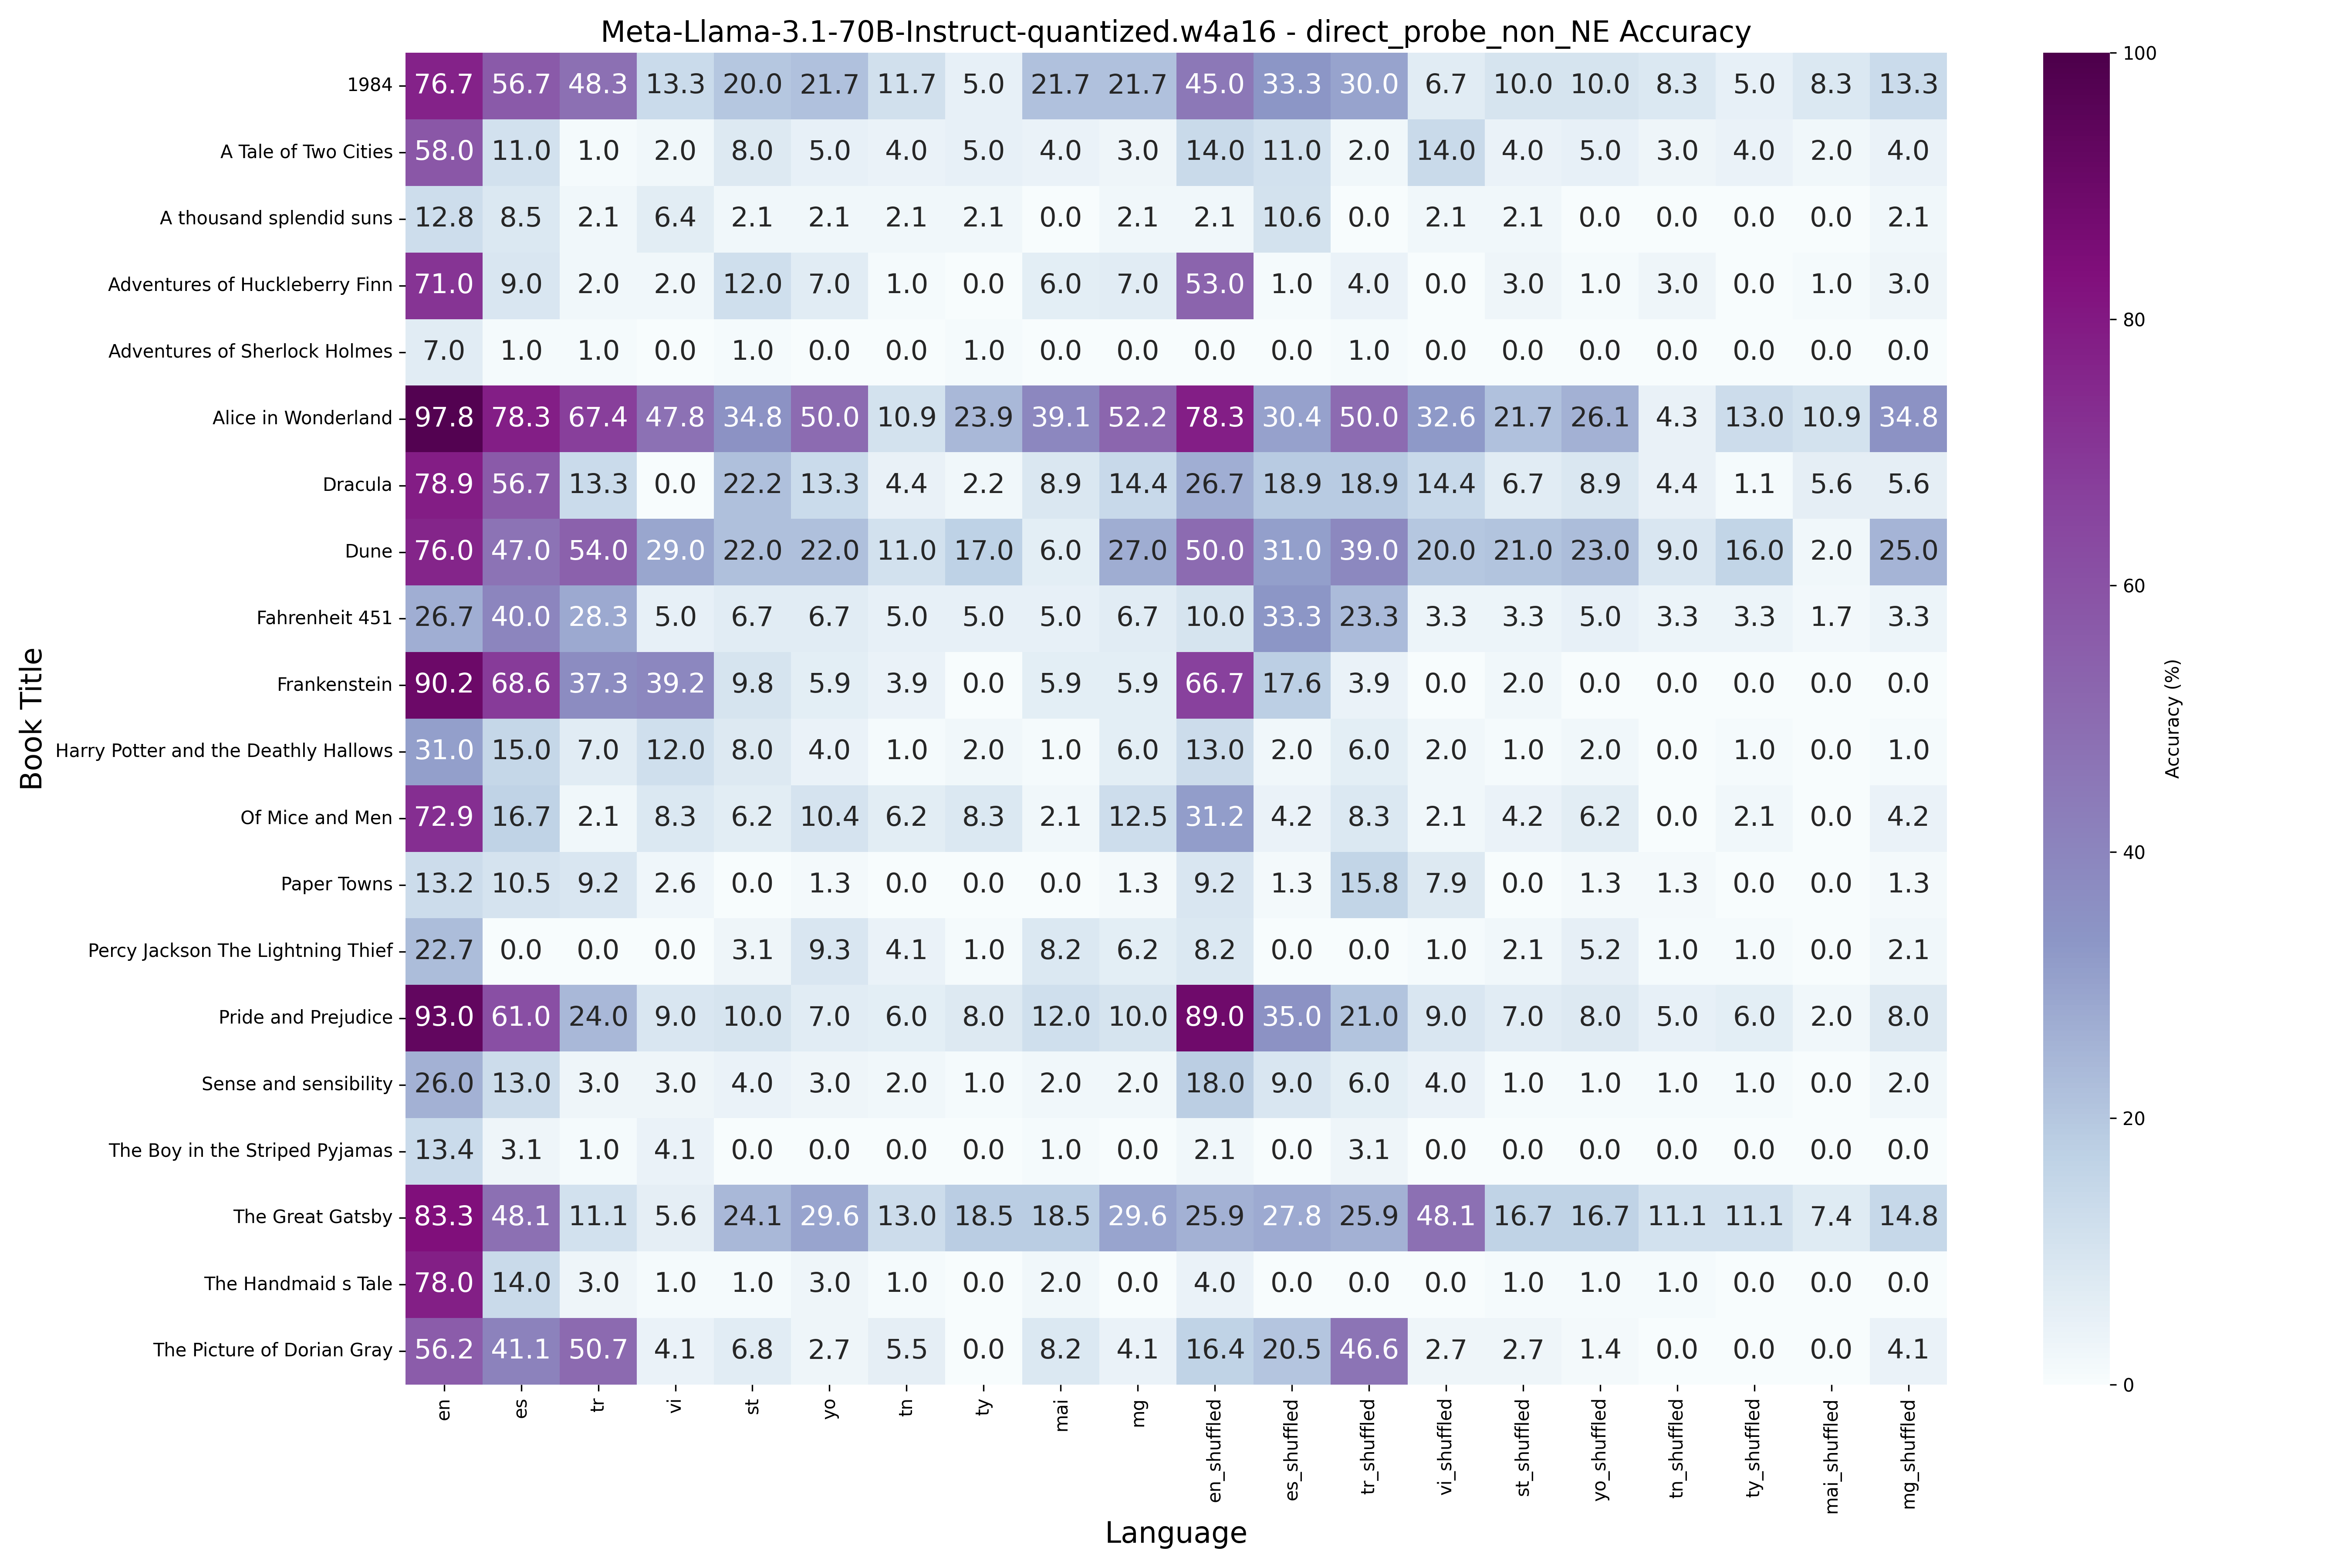 Meta-Llama-3.1-70B-Instruct-quantized.w4a16 - direct_probe_non_NE Accuracy
Book Title
1984 76.7 56.7 48.3 13.3 20.0 21.7 11.7 5.0 21.7 21.7 45.0 33.3 30.0 6.7 10.0 10.0 8.3 5.0 8.3 13.3
A Tale of Two Cities 58.0 11.0 1.0 2.0 8.0 5.0 4.0 5.0 4.0 3.0 14.0 11.0 2.0 14.0 4.0 5.0 3.0 4.0 2.0 4.0
A thousand splendid suns 12.8 8.5 2.1 6.4 2.1 2.1 2.1 2.1 0.0 2.1 2.1 10.6 0.0 2.1 2.1 0.0 0.0 0.0 0.0 2.1
Adventures of Huckleberry Finn 71.0 9.0 2.0 2.0 12.0 7.0 1.0 0.0 6.0 7.0 53.0 1.0 4.0 0.0 3.0 1.0 3.0 0.0 1.0 3.0
Adventures of Sherlock Holmes 7.0 1.0 1.0 0.0 1.0 0.0 0.0 1.0 0.0 0.0 0.0 0.0 1.0 0.0 0.0 0.0 0.0 0.0 0.0 0.0
Alice in Wonderland 97.8 78.3 67.4 47.8 34.8 50.0 10.9 23.9 39.1 52.2 78.3 30.4 50.0 32.6 21.7 26.1 4.3 13.0 10.9 34.8
Dracula 78.9 56.7 13.3 0.0 22.2 13.3 4.4 2.2 8.9 14.4 26.7 18.9 18.9 14.4 6.7 8.9 4.4 1.1 5.6 5.6
Dune 76.0 47.0 54.0 29.0 22.0 22.0 11.0 17.0 6.0 27.0 50.0 31.0 39.0 20.0 21.0 23.0 9.0 16.0 2.0 25.0
Fahrenheit 451 26.7 40.0 28.3 5.0 6.7 6.7 5.0 5.0 5.0 6.7 10.0 33.3 23.3 3.3 3.3 5.0 3.3 3.3 1.7 3.3
Frankenstein 90.2 68.6 37.3 39.2 9.8 5.9 3.9 0.0 5.9 5.9 66.7 17.6 3.9 0.0 2.0 0.0 0.0 0.0 0.0 0.0
Harry Potter and the Deathly Hallows 31.0 15.0 7.0 12.0 8.0 4.0 1.0 2.0 1.0 6.0 13.0 2.0 6.0 2.0 1.0 2.0 0.0 1.0 0.0 1.0
Of Mice and Men 72.9 16.7 2.1 8.3 6.2 10.4 6.2 8.3 2.1 12.5 31.2 4.2 8.3 2.1 4.2 6.2 0.0 2.1 0.0 4.2
Paper Towns 13.2 10.5 9.2 2.6 0.0 1.3 0.0 0.0 0.0 1.3 9.2 1.3 15.8 7.9 0.0 1.3 1.3 0.0 0.0 1.3
Percy Jackson The Lightning Thief 22.7 0.0 0.0 0.0 3.1 9.3 4.1 1.0 8.2 6.2 8.2 0.0 0.0 1.0 2.1 5.2 1.0 1.0 0.0 2.1
Pride and Prejudice 93.0 61.0 24.0 9.0 10.0 7.0 6.0 8.0 12.0 10.0 89.0 35.0 21.0 9.0 7.0 8.0 5.0 6.0 2.0 8.0
Sense and sensibility 26.0 13.0 3.0 3.0 4.0 3.0 2.0 1.0 2.0 2.0 18.0 9.0 6.0 4.0 1.0 1.0 1.0 1.0 0.0 2.0
The Boy in the Striped Pyjamas 13.4 3.1 1.0 4.1 0.0 0.0 0.0 0.0 1.0 0.0 2.1 0.0 3.1 0.0 0.0 0.0 0.0 0.0 0.0 0.0
The Great Gatsby 83.3 48.1 11.1 5.6 24.1 29.6 13.0 18.5 18.5 29.6 25.9 27.8 25.9 48.1 16.7 16.7 11.1 11.1 7.4 14.8
The Handmaid s Tale 78.0 14.0 3.0 1.0 1.0 3.0 1.0 2.0 0.0 4.0 0.0 0.0 0.0 1.0 1.0 1.0 0.0 0.0 0.0
The Picture of Dorian Gray 56.2 41.1 50.7 4.1 6.8 2.7 5.5 0.0 8.2 4.1 16.4 20.5 46.6 2.7 2.7 1.4 0.0 0.0 0.0 4.1
en es tr vi st yo tn ty mai mg en_shuffled es_shuffled tr_shuffled vi_shuffled st_shuffled yo_shuffled tn_shuffled ty_shuffled mai_shuffled mg_shuffled
Language
100
80
60
40
20
0
Accuracy (%)